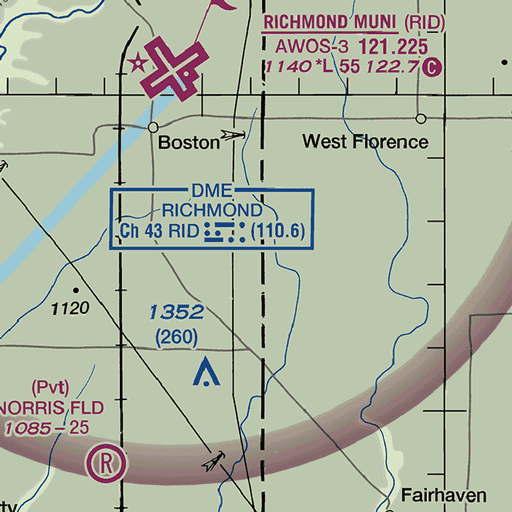 RICHMOND MUNI (RID)
AWOS-3 121.225
1140 *L 55 122.7 C
Boston
West Florence
DME
RICHMOND
Ch 43 RID (110.6)
1120
1352
(260)
(Pvt)
NORRIS FLD
1085-25
R
Fairhaven